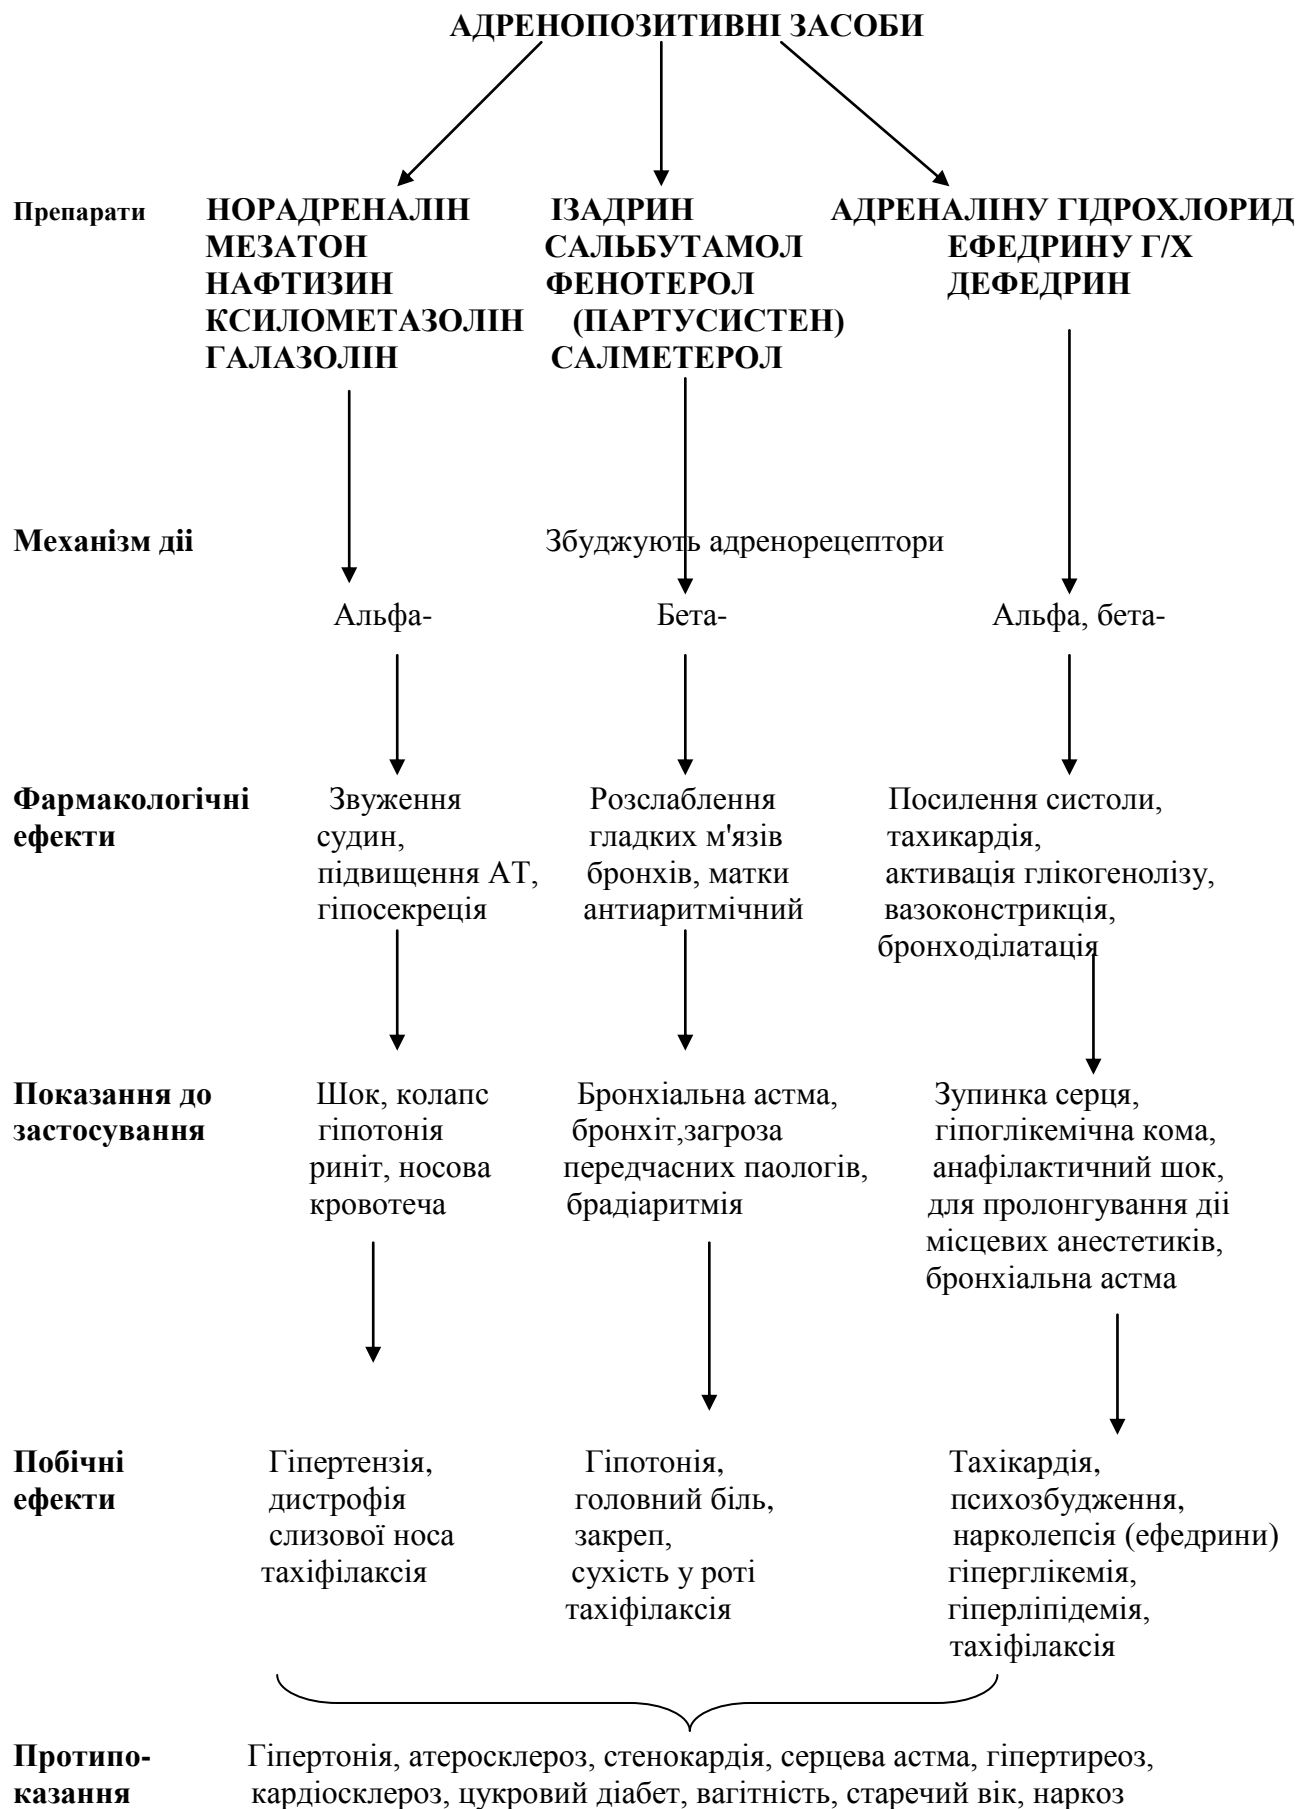 АДРЕНОПОЗИТИВНІ ЗАСОБИ
Препарати НОРАДРЕНАЛІН ІЗАДРИН АДРЕНАЛІНУ ГІДРОХЛОРИД
МЕЗАТОН САЛЬБУТАМОЛ ЕФЕДРИНУ Г/Х
НАФТИЗИН ФЕНОТЕРОЛ ДЕФЕДРИН
КСИЛОМЕТАЗОЛІН (ПАРТУСИСТЕН)
ГАЛАЗОЛІН САЛМЕТЕРОЛ
Механізм діі Збуджують адренорецептори
Альфа- Бета- Альфа, бета-
Фармакологічні Звуження Розслаблення Посилення систоли,
ефекти судин, гладких м'язів тахикардія,
підвищення АТ, бронхів, матки активація глікогенолізу,
гіпосекреція антиаритмічний вазоконстрикція,
бронходілатація
Показання до Шок, колапс Бронхіальна астма, Зупинка серця,
застосування гіпотонія бронхіт,загроза гіпоглікемічна кома,
риніт, носова передчасних паологів, анафілактичний шок,
кровотеча брадіаритмія для пролонгування діі
місцевих анестетиків,
бронхіальна астма
Побічні Гіпертензія, Гіпотонія, Тахікардія,
ефекти дистрофія головний біль, психозбудження,
слизової носа закреп, нарколепсія (ефедрини)
тахіфілаксія сухість у роті гіперглікемія,
тахіфілаксія гіперліпідемія,
тахіфілаксія
Протипо- Гіпертонія, атеросклероз, стенокардія, серцева астма, гіпертиреоз,
казання кардіосклероз, цукровий діабет, вагітність, старечий вік, наркоз